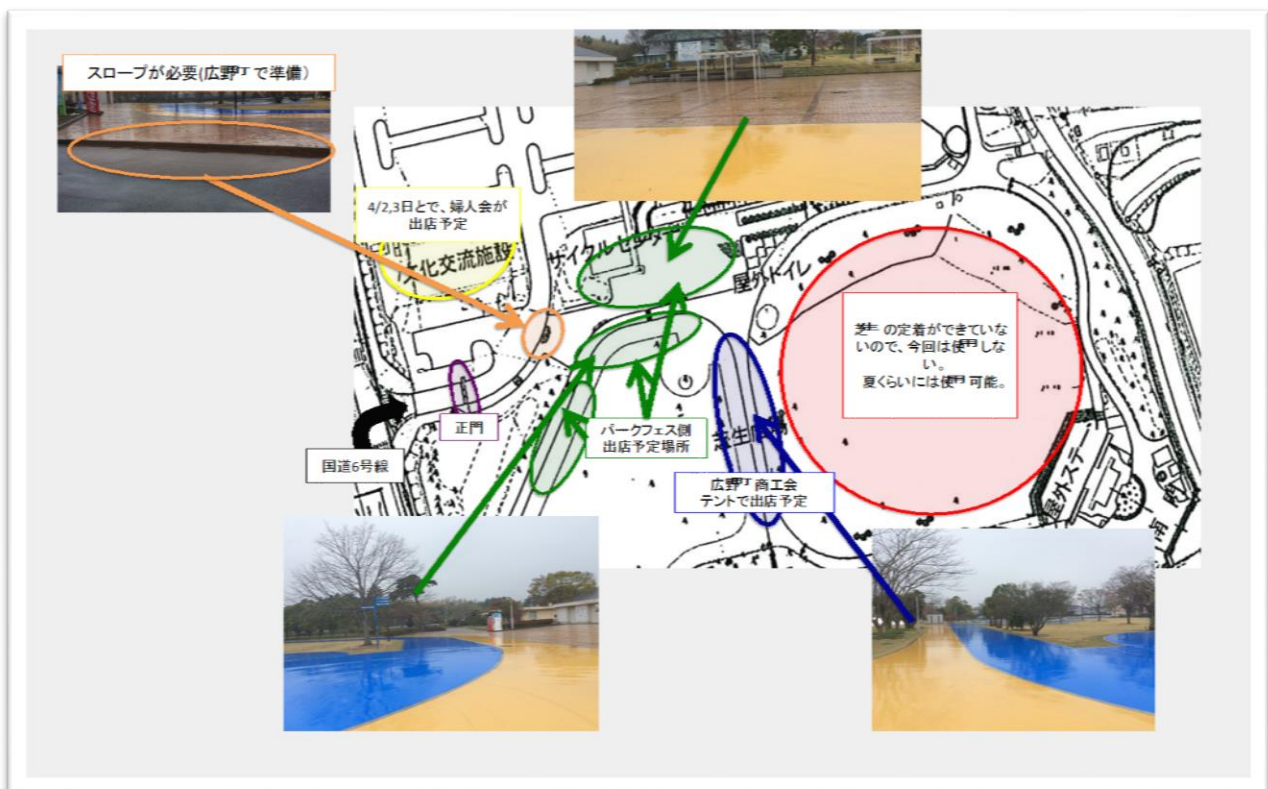 スロープが必要(広野町で準備)
4/2,3日とで、婦人会が
出店予定
文化交流施設
サイクルセンター
屋外トイレ
芝生の定着ができていな
いので、今回は使用しな
い。
夏くらいには使用可能。
正門
国道6号線
パークフェス側
出店予定場所
広野町商工会
テントで出店予定
屋外ステー